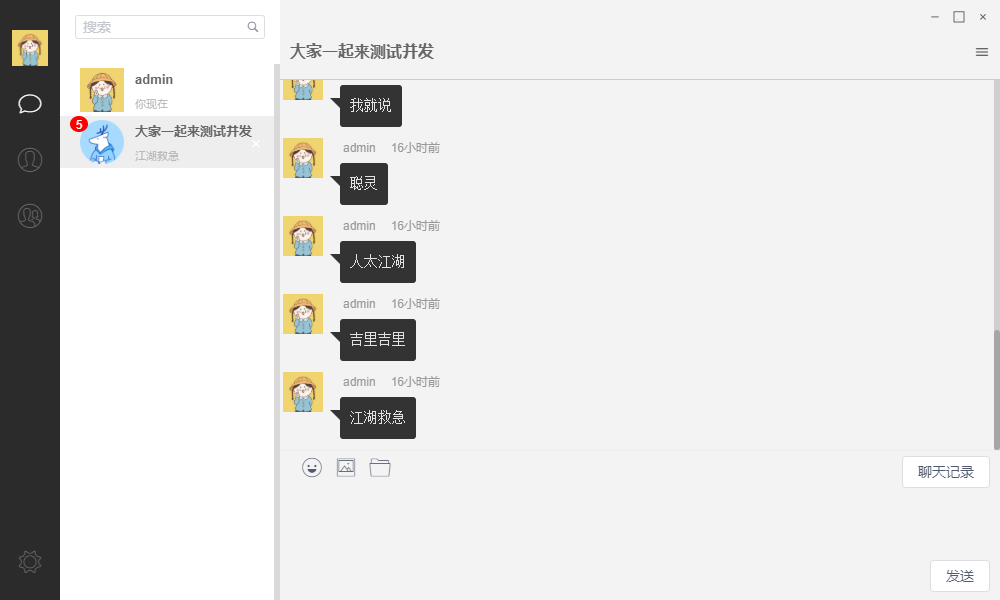 搜索
admin
你现在
5
大家一起来测试并发
江湖救急
大家一起来测试并发
我就说
admin 16小时前
聪灵
admin 16小时前
人太江湖
admin 16小时前
吉里吉里
admin 16小时前
江湖救急
聊天记录
发送